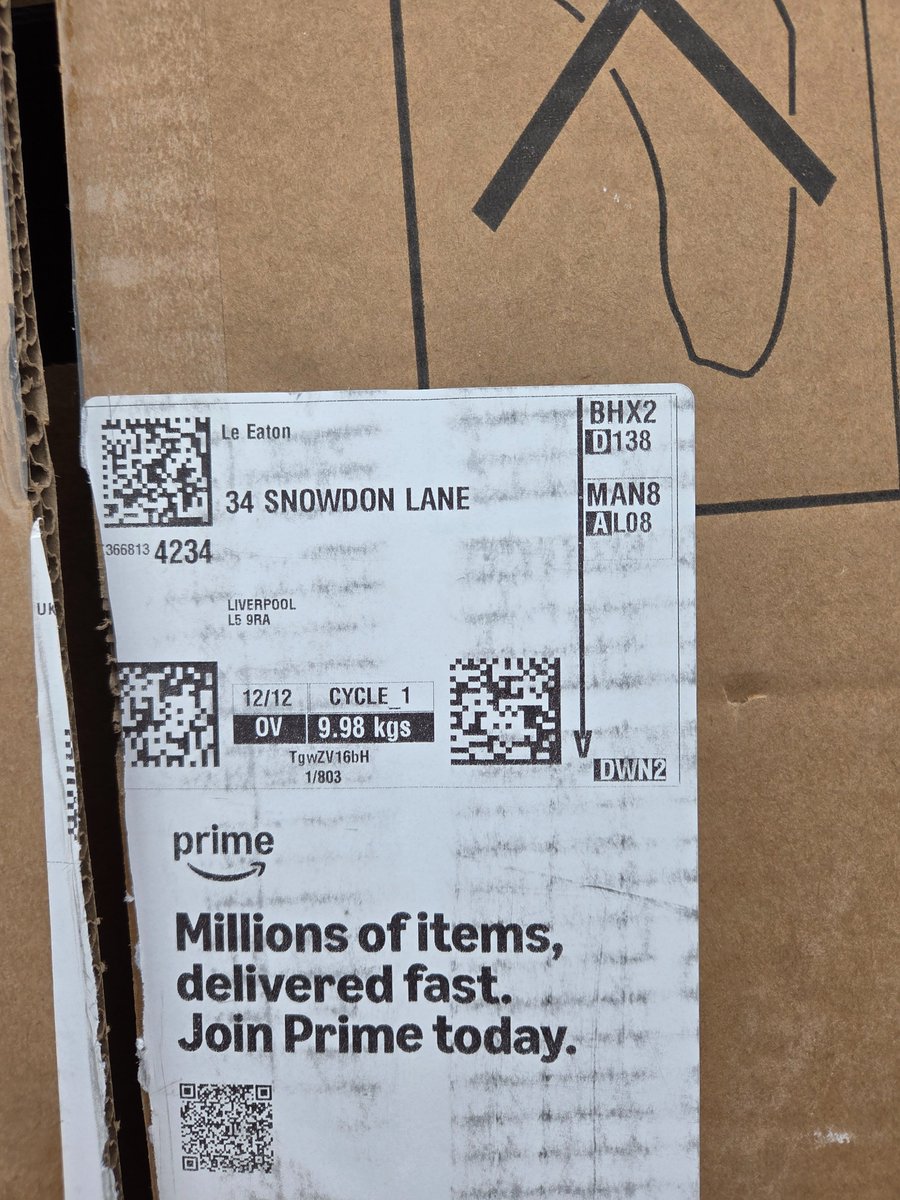 Le Eaton
34 SNOWDON LANE
366813 4234
LIVERPOOL
L5 9RA
BHX2
D138
MAN8
AL08
12/12 CYCLE_1
OV 9.98 kgs
TgwZV16bH
1/803
DWN2
UK
prime
Millions of items,
delivered fast.
Join Prime today.